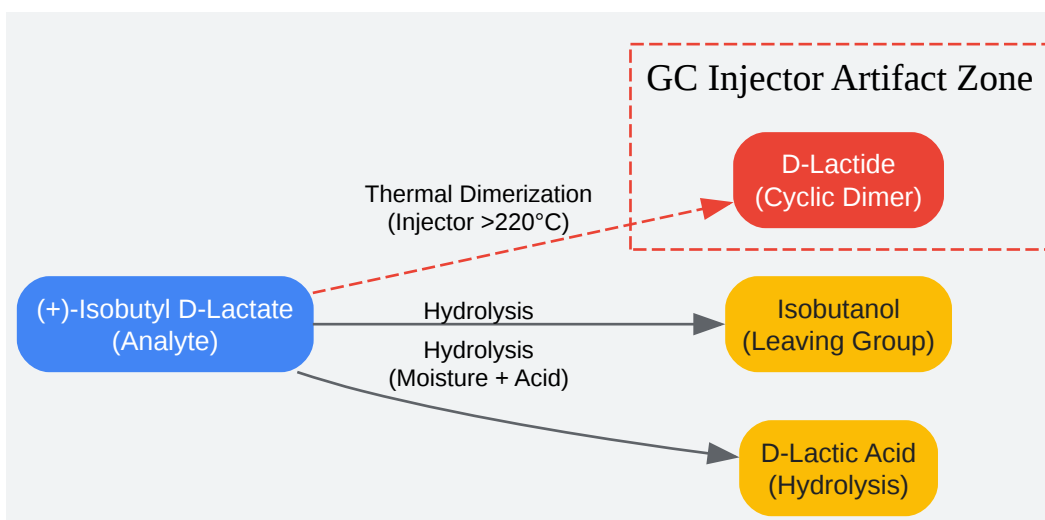 GC Injector Artifact Zone
D-Lactide
(Cyclic Dimer)
Thermal Dimerization
(Injector >220°C)
(+)-Isobutyl D-Lactate
(Analyte)
Hydrolysis
Isobutanol
(Leaving Group)
Hydrolysis
(Moisture + Acid)
D-Lactic Acid
(Hydrolysis)